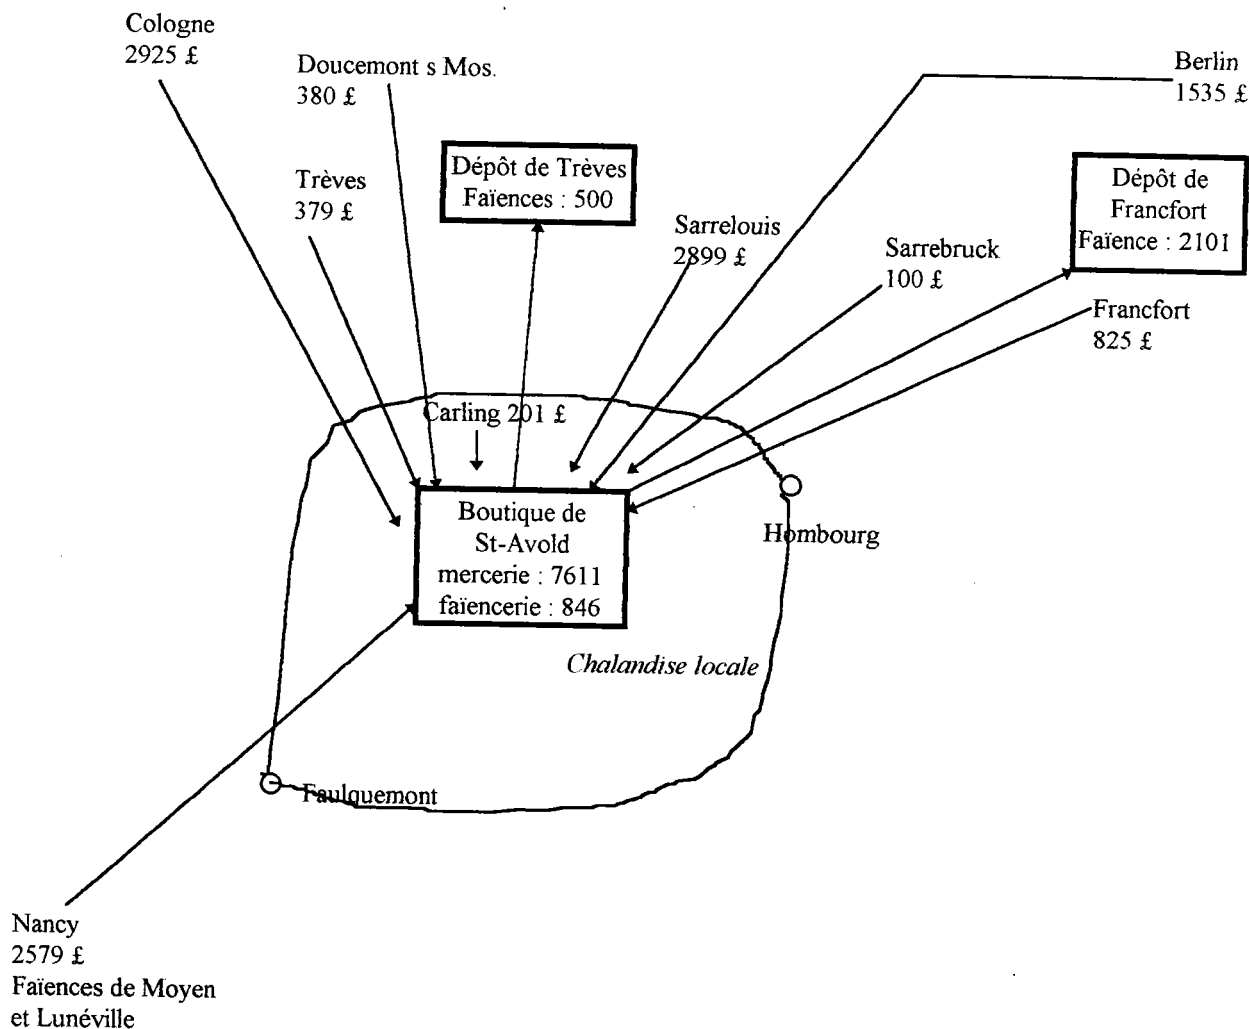 Cologne
2925 £
Doucemont s Mos.
380 £
Berlin
1535 £
Trèves
379 £
Dépôt de Trèves
Faïences : 500
Dépôt de
Francfort
Faïence : 2101
Sarrelouis
2899 £
Sarrebruck
100 £
Francfort
825 £
Carling 201 £
Boutique de
St-Avold
mercerie : 7611
faïencerie : 846
Hombourg
Chalandise locale
Faulquemont
Nancy
2579 £
Faïences de Moyen
et Lunéville